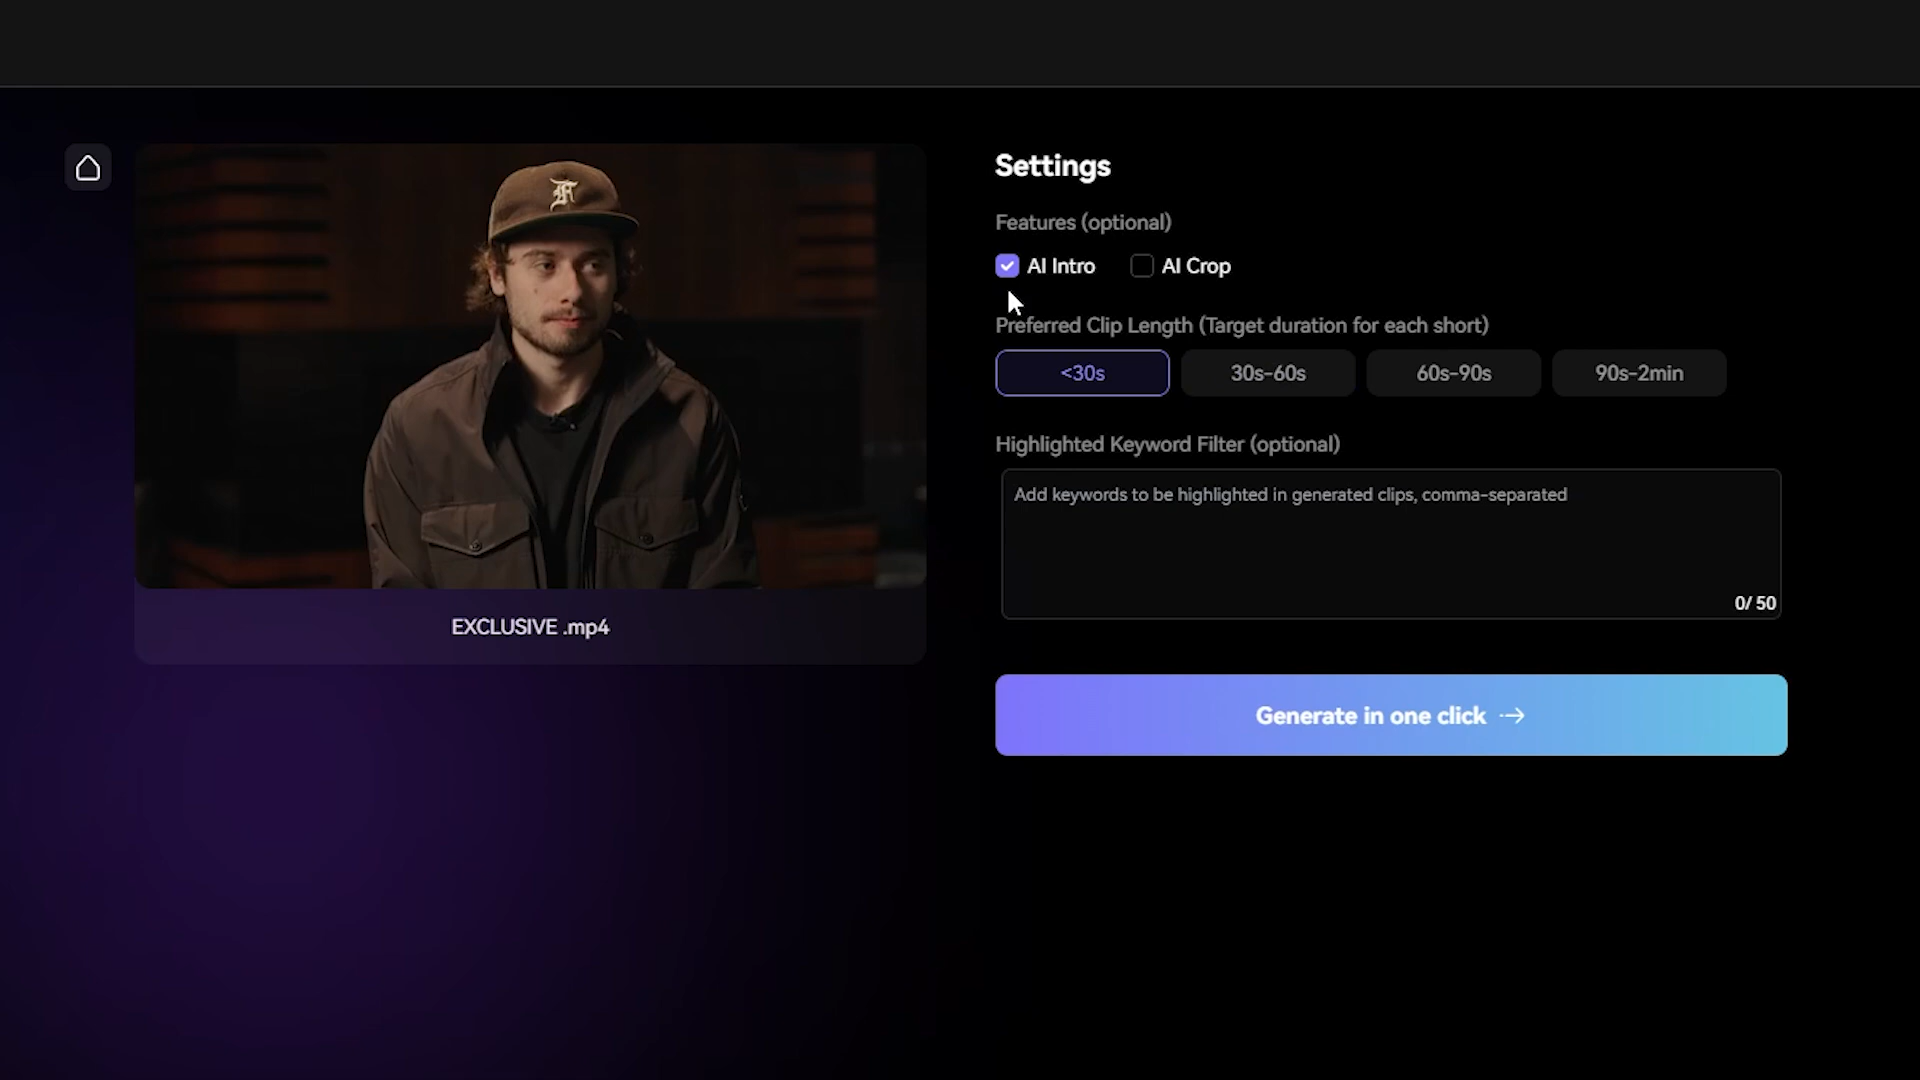 Settings
Features (optional)
AI Intro
AI Crop
Preferred Clip Length (Target duration for each short)
<30s
30s-60s
60s-90s
90s-2min
Highlighted Keyword Filter (optional)
Add keywords to be highlighted in generated clips, comma-separated
0/ 50
Generate in one click
F
EXCLUSIVE .mp4